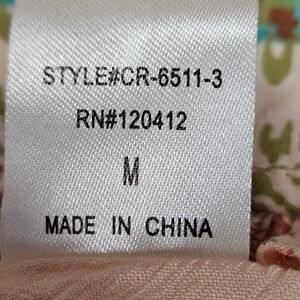 STYLE#CR-6511-3
RN#120412
M
MADE IN CHINA